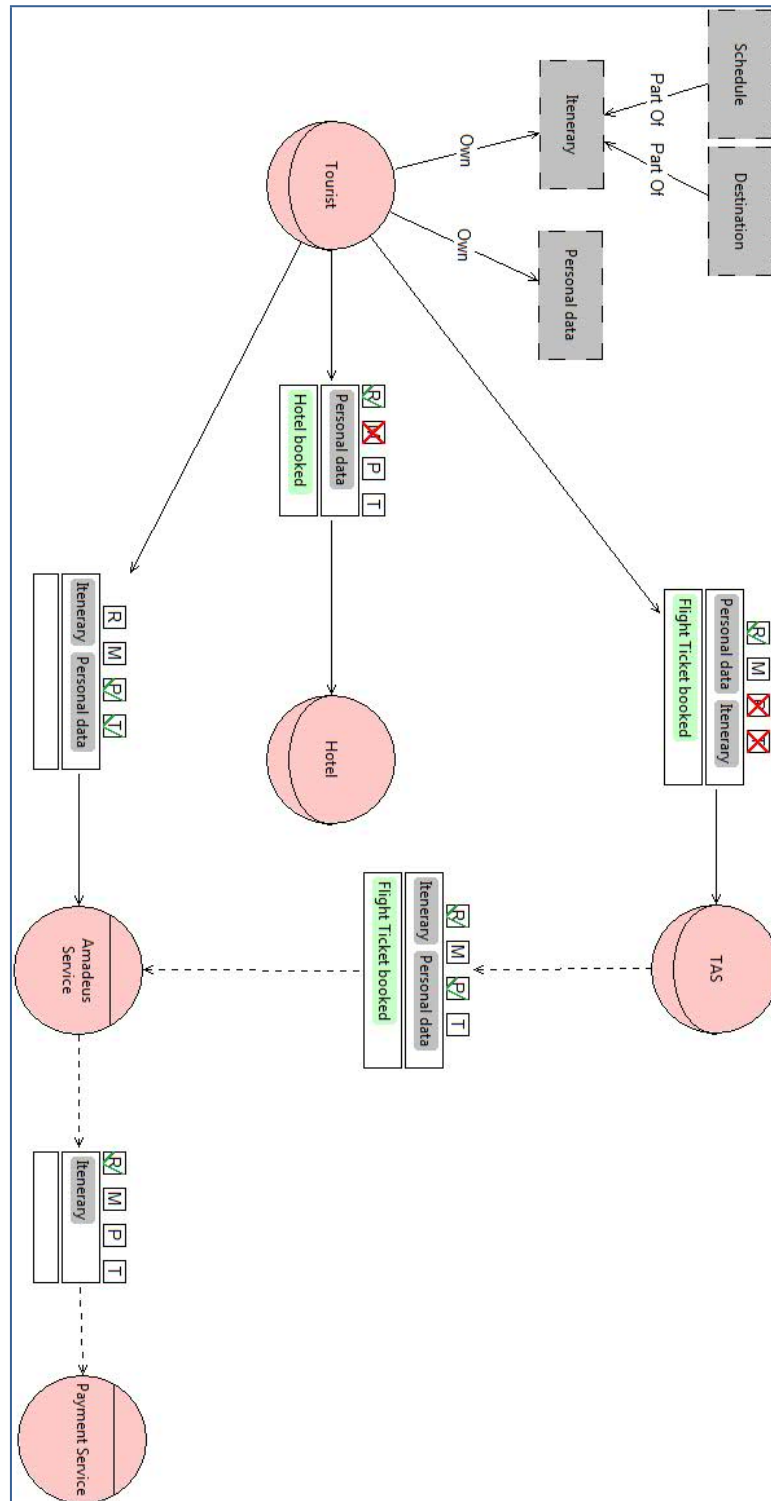 Schedule
Destination
Part Of
Part Of
Itenerary
Personal data
Own
Own
Tourist
R M P T
Personal data Itenerary
Flight Ticket booked
TAS
R M P T
Itenerary Personal data
Flight Ticket booked
R M P T
Personal data
Hotel booked
Hotel
R M P T
Itenerary Personal data
Amadeus
Service
R M P T
Itenerary
Payment Service